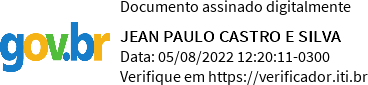 Documento assinado digitalmente
gov.br
JEAN PAULO CASTRO E SILVA
Data: 05/08/2022 12:20:11-0300
Verifique em https://verificador.iti.br